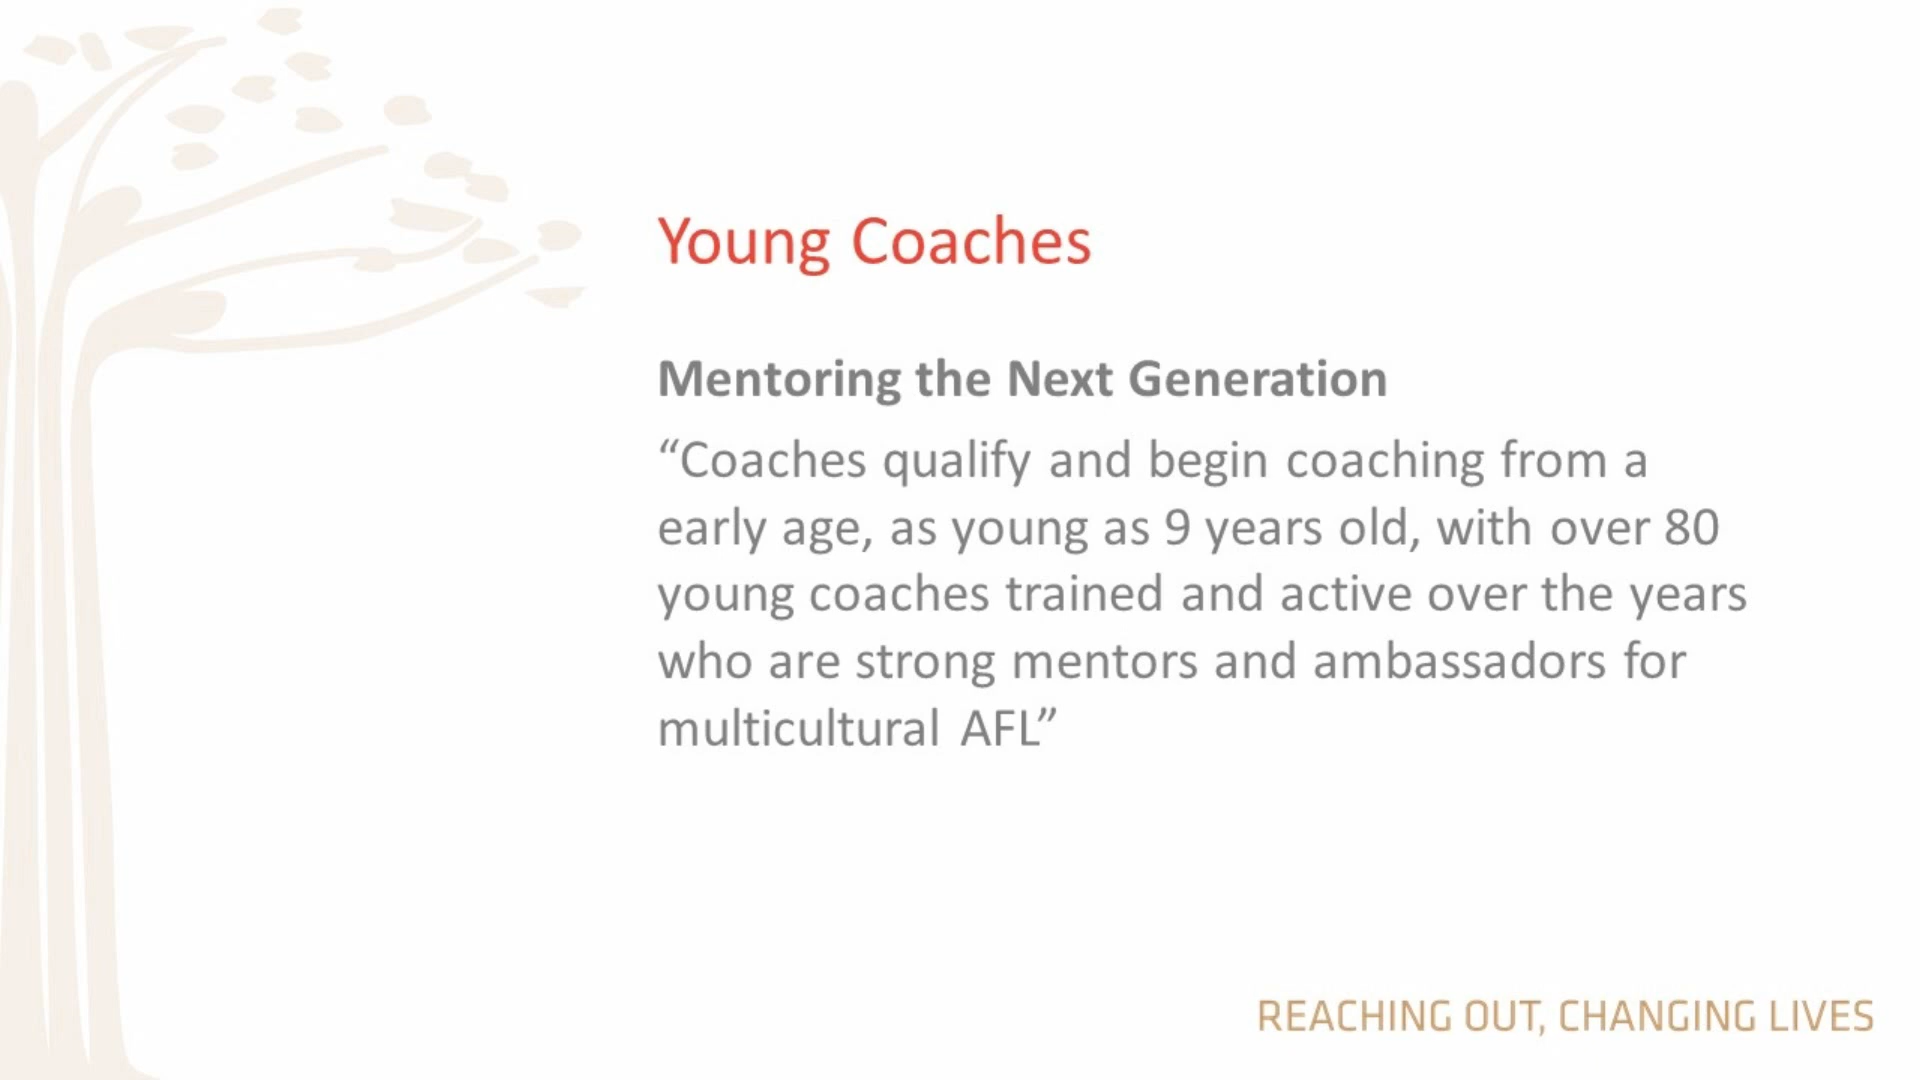 Young Coaches
Mentoring the Next Generation
“Coaches qualify and begin coaching from a
early age, as young as 9 years old, with over 80
young coaches trained and active over the years
who are strong mentors and ambassadors for
multicultural AFL”
REACHING OUT, CHANGING LIVES